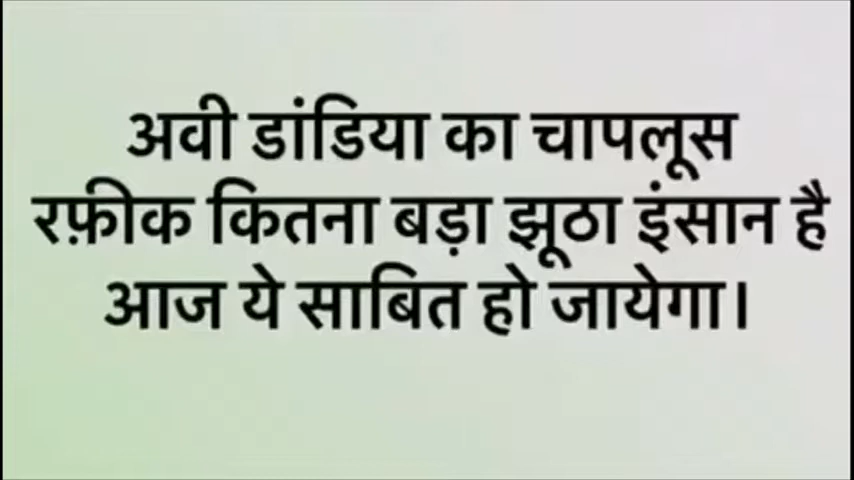 अवी डांडिया का चापलूस
रफ़ीक कितना बड़ा झूठा इंसान है
आज ये साबित हो जायेगा।